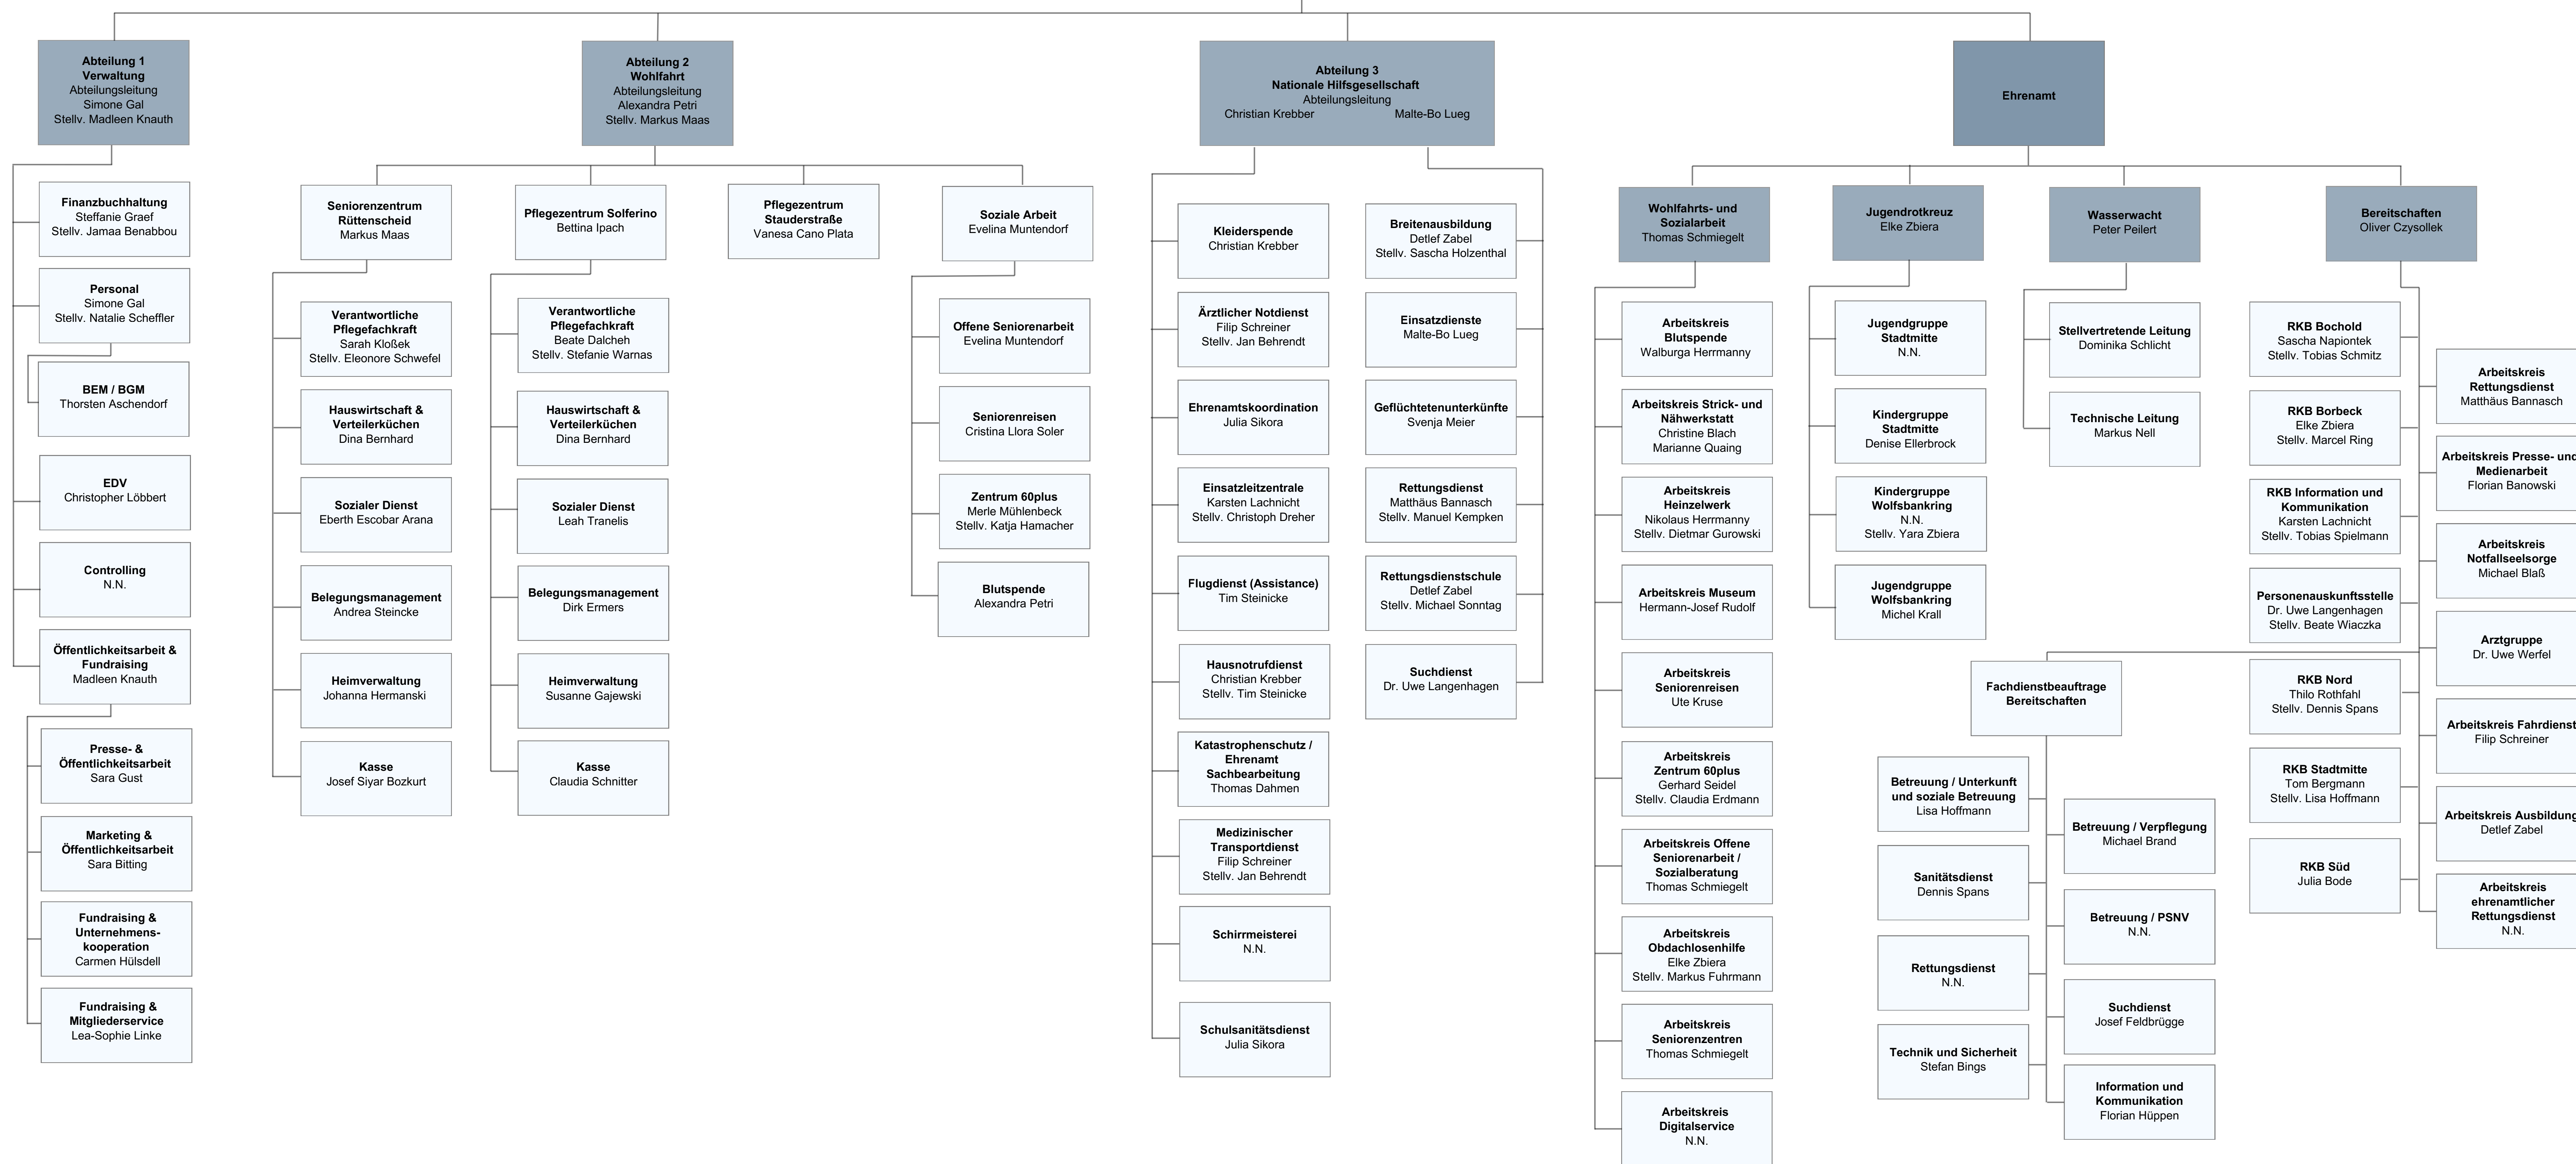 Abteilung 1
Verwaltung
Abteilungsleitung
Simone Gal
Stellv. Madleen Knauth
Finanzbuchhaltung
Steffanie Graef
Stellv. Jamaa Benabbou
Personal
Simone Gal
Stellv. Natalie Scheffler
BEM / BGM
Thorsten Aschendorf
EDV
Christopher Löbbert
Controlling
N.N.
Öffentlichkeitsarbeit &
Fundraising
Madleen Knauth
Presse- &
Öffentlichkeitsarbeit
Sara Gust
Marketing &
Öffentlichkeitsarbeit
Sara Bitting
Fundraising &
Unternehmens-
kooperation
Carmen Hülsdell
Fundraising &
Mitgliederservice
Lea-Sophie Linke
Abteilung 2
Wohlfahrt
Abteilungsleitung
Alexandra Petri
Stellv. Markus Maas
Seniorenzentrum
Rüttenscheid
Markus Maas
Verantwortliche
Pflegefachkraft
Sarah Kloßek
Stellv. Eleonore Schwefel
Hauswirtschaft &
Verteilerküchen
Dina Bernhard
Sozialer Dienst
Eberth Escobar Arana
Belegungsmanagement
Andrea Steincke
Heimverwaltung
Johanna Hermanski
Kasse
Josef Siyar Bozkurt
Pflegezentrum Solferino
Bettina Ipach
Verantwortliche
Pflegefachkraft
Beate Dalcheh
Stellv. Stefanie Warnas
Hauswirtschaft &
Verteilerküchen
Dina Bernhard
Sozialer Dienst
Leah Tranelis
Belegungsmanagement
Dirk Ermers
Heimverwaltung
Susanne Gajewski
Kasse
Claudia Schnitter
Pflegezentrum
Stauderstraße
Vanesa Cano Plata
Soziale Arbeit
Evelina Muntendorf
Offene Seniorenarbeit
Evelina Muntendorf
Seniorenreisen
Cristina Llora Soler
Zentrum 60plus
Merle Mühlenbeck
Stellv. Katja Hamacher
Blutspende
Alexandra Petri
Abteilung 3
Nationale Hilfsgesellschaft
Abteilungsleitung
Christian Krebber Malte-Bo Lueg
Kleiderspende
Christian Krebber
Ärztlicher Notdienst
Filip Schreiner
Stellv. Jan Behrendt
Ehrenamtskoordination
Julia Sikora
Einsatzleitzentrale
Karsten Lachnicht
Stellv. Christoph Dreher
Flugdienst (Assistance)
Tim Steinicke
Hausnotrufdienst
Christian Krebber
Stellv. Tim Steinicke
Katastrophenschutz /
Ehrenamt
Sachbearbeitung
Thomas Dahmen
Medizinischer
Transportdienst
Filip Schreiner
Stellv. Jan Behrendt
Schirrmeisterei
N.N.
Schulsanitätsdienst
Julia Sikora
Breitenausbildung
Detlef Zabel
Stellv. Sascha Holzenthal
Einsatzdienste
Malte-Bo Lueg
Geflüchtetenunterkünfte
Svenja Meier
Rettungsdienst
Matthäus Bannasch
Stellv. Manuel Kempken
Rettungsdienstschule
Detlef Zabel
Stellv. Michael Sonntag
Suchdienst
Dr. Uwe Langenhagen
Ehrenamt
Wohlfahrts- und
Sozialarbeit
Thomas Schmiegelt
Arbeitskreis
Blutspende
Walburga Herrmanny
Arbeitskreis Strick- und
Nähwerkstatt
Christine Blach
Marianne Quaing
Arbeitskreis
Heinzelwerk
Nikolaus Herrmanny
Stellv. Dietmar Gurowski
Arbeitskreis Museum
Hermann-Josef Rudolf
Arbeitskreis
Seniorenreisen
Ute Kruse
Arbeitskreis
Zentrum 60plus
Gerhard Seidel
Stellv. Claudia Erdmann
Arbeitskreis Offene
Seniorenarbeit /
Sozialberatung
Thomas Schmiegelt
Arbeitskreis
Obdachlosenhilfe
Elke Zbiera
Stellv. Markus Fuhrmann
Arbeitskreis
Seniorenzentren
Thomas Schmiegelt
Arbeitskreis
Digitalservice
N.N.
Jugendrotkreuz
Elke Zbiera
Jugendgruppe
Stadtmitte
N.N.
Kindergruppe
Stadtmitte
Denise Ellerbrock
Kindergruppe
Wolfsbankring
N.N.
Stellv. Yara Zbiera
Jugendgruppe
Wolfsbankring
Michel Krall
Wasserwacht
Peter Peilert
Stellvertretende Leitung
Dominika Schlicht
Technische Leitung
Markus Nell
Bereitschaften
Oliver Czysollek
RKB Bochold
Sascha Napiontek
Stellv. Tobias Schmitz
RKB Borbeck
Elke Zbiera
Stellv. Marcel Ring
RKB Information und
Kommunikation
Karsten Lachnicht
Stellv. Tobias Spielmann
Personenauskunftsstelle
Dr. Uwe Langenhagen
Stellv. Beate Wiaczka
RKB Nord
Thilo Rothfahl
Stellv. Dennis Spans
RKB Stadtmitte
Tom Bergmann
Stellv. Lisa Hoffmann
RKB Süd
Julia Bode
Arbeitskreis
Rettungsdienst
Matthäus Bannasch
Arbeitskreis Presse- und
Medienarbeit
Florian Banowski
Arbeitskreis
Notfallseelsorge
Michael Blaß
Arztgruppe
Dr. Uwe Werfel
Arbeitskreis Fahrdienst
Filip Schreiner
Arbeitskreis Ausbildung
Detlef Zabel
Arbeitskreis
ehrenamtlicher
Rettungsdienst
N.N.
Fachdienstbeauftrage
Bereitschaften
Betreuung / Unterkunft
und soziale Betreuung
Lisa Hoffmann
Sanitätsdienst
Dennis Spans
Rettungsdienst
N.N.
Technik und Sicherheit
Stefan Bings
Betreuung / Verpflegung
Michael Brand
Betreuung / PSNV
N.N.
Suchdienst
Josef Feldbrügge
Information und
Kommunikation
Florian Hüppen